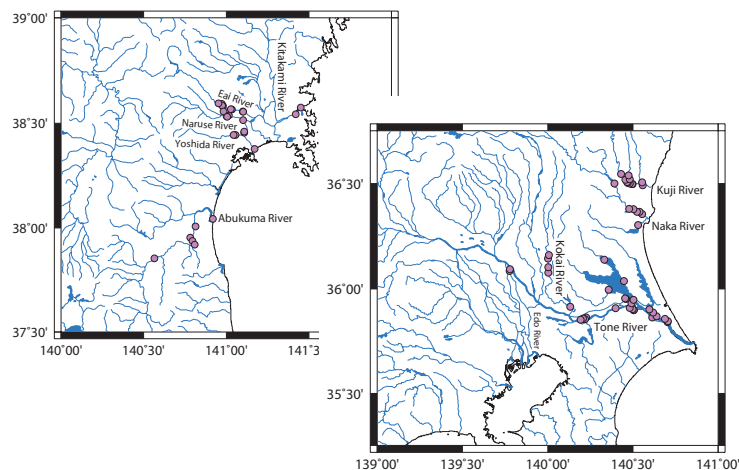 39°00'
38°30'
38°00'
37°30'
140°00'
140°30'
141°00'
141°3
Kitakami River
Eai River
Naruse River
Yoshida River
Abukuma River
36°30'
36°00'
35°30'
139°00'
139°30'
140°00'
140°30'
141°00'
Kuji River
Naka River
Kokai River
Edo River
Tone River